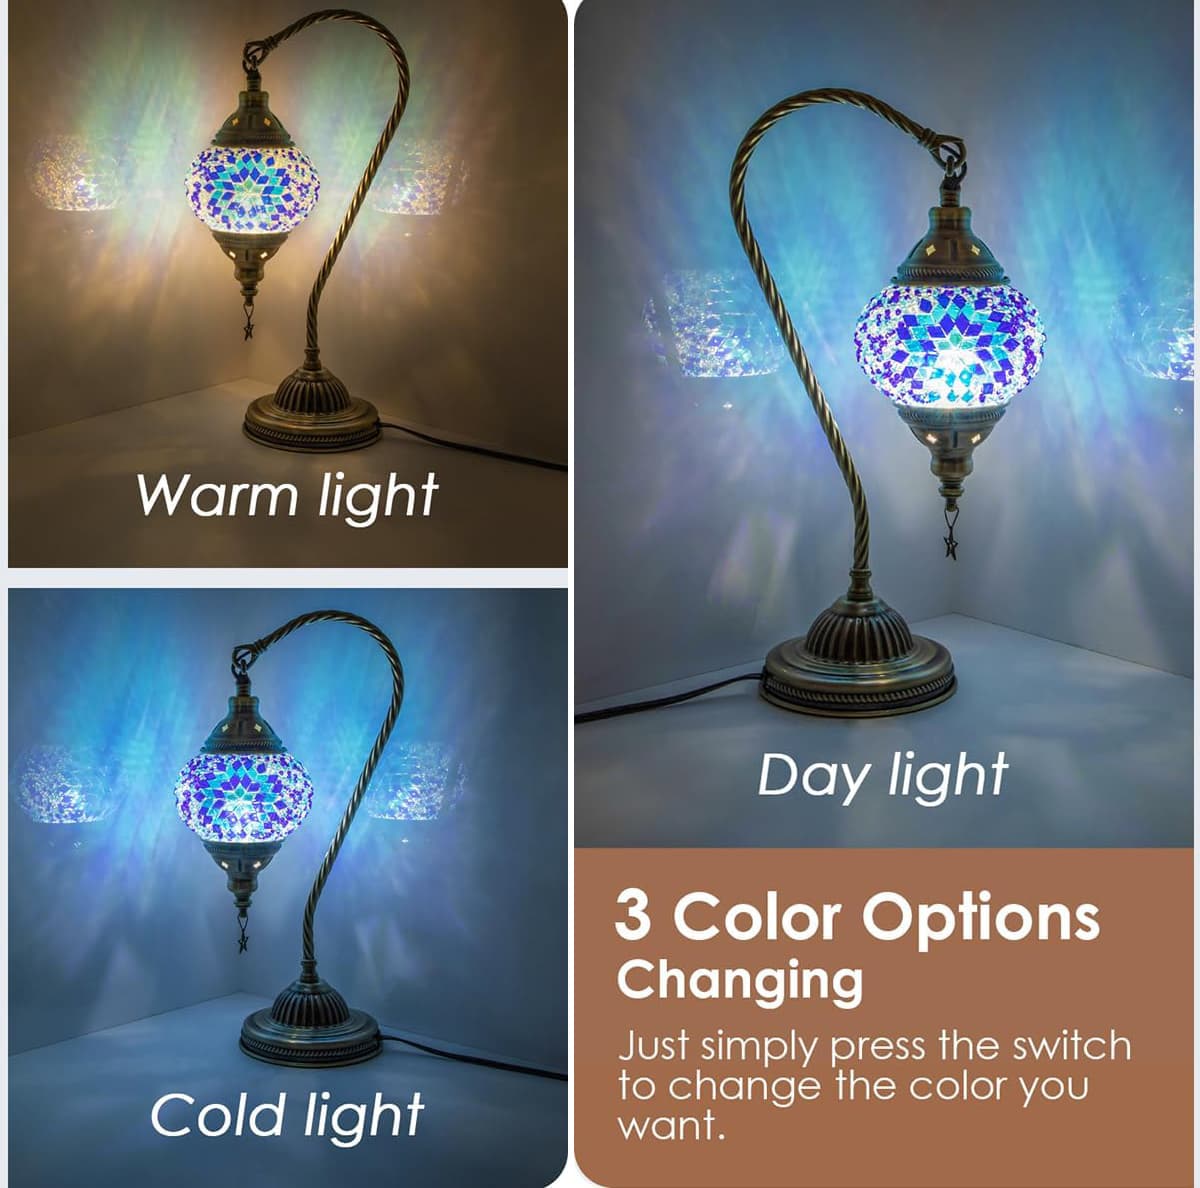 Warm light
Cold light
Day light
3 Color Options
Changing
Just simply press the switch
to change the color you
want.